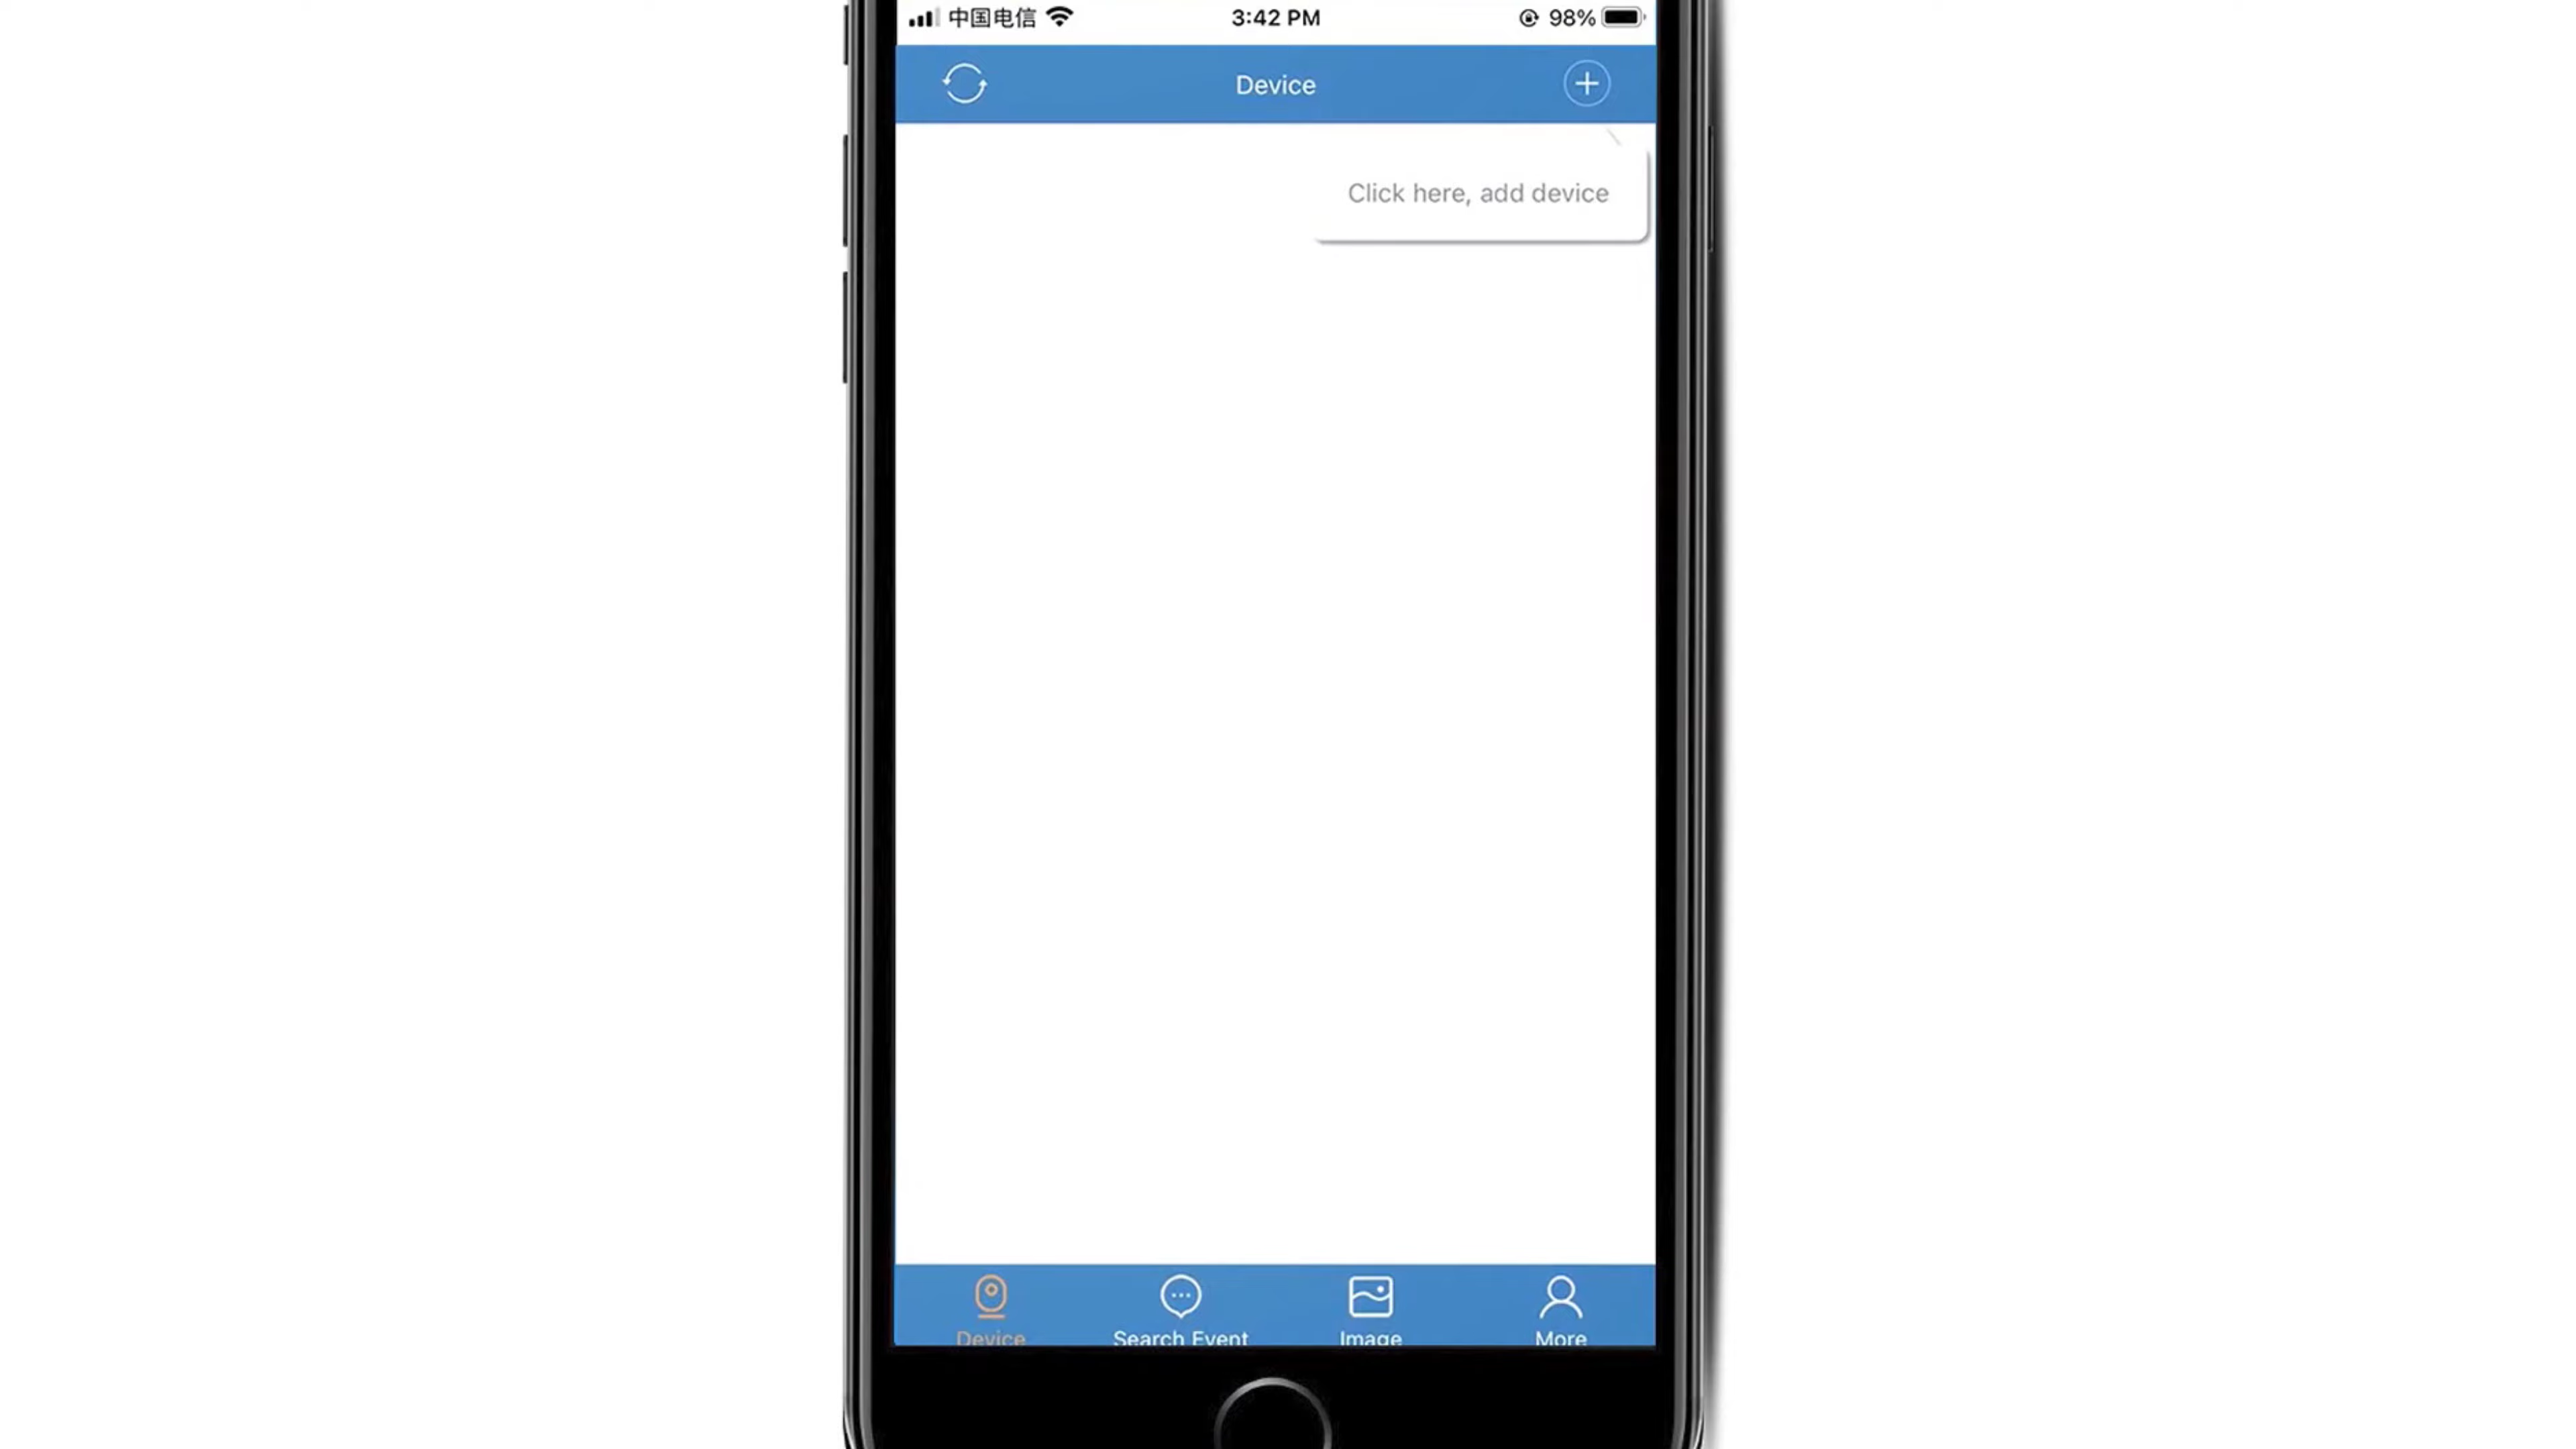 中国电信 3:42 PM 98%
Device
Click here, add device
Device Search Event Image More